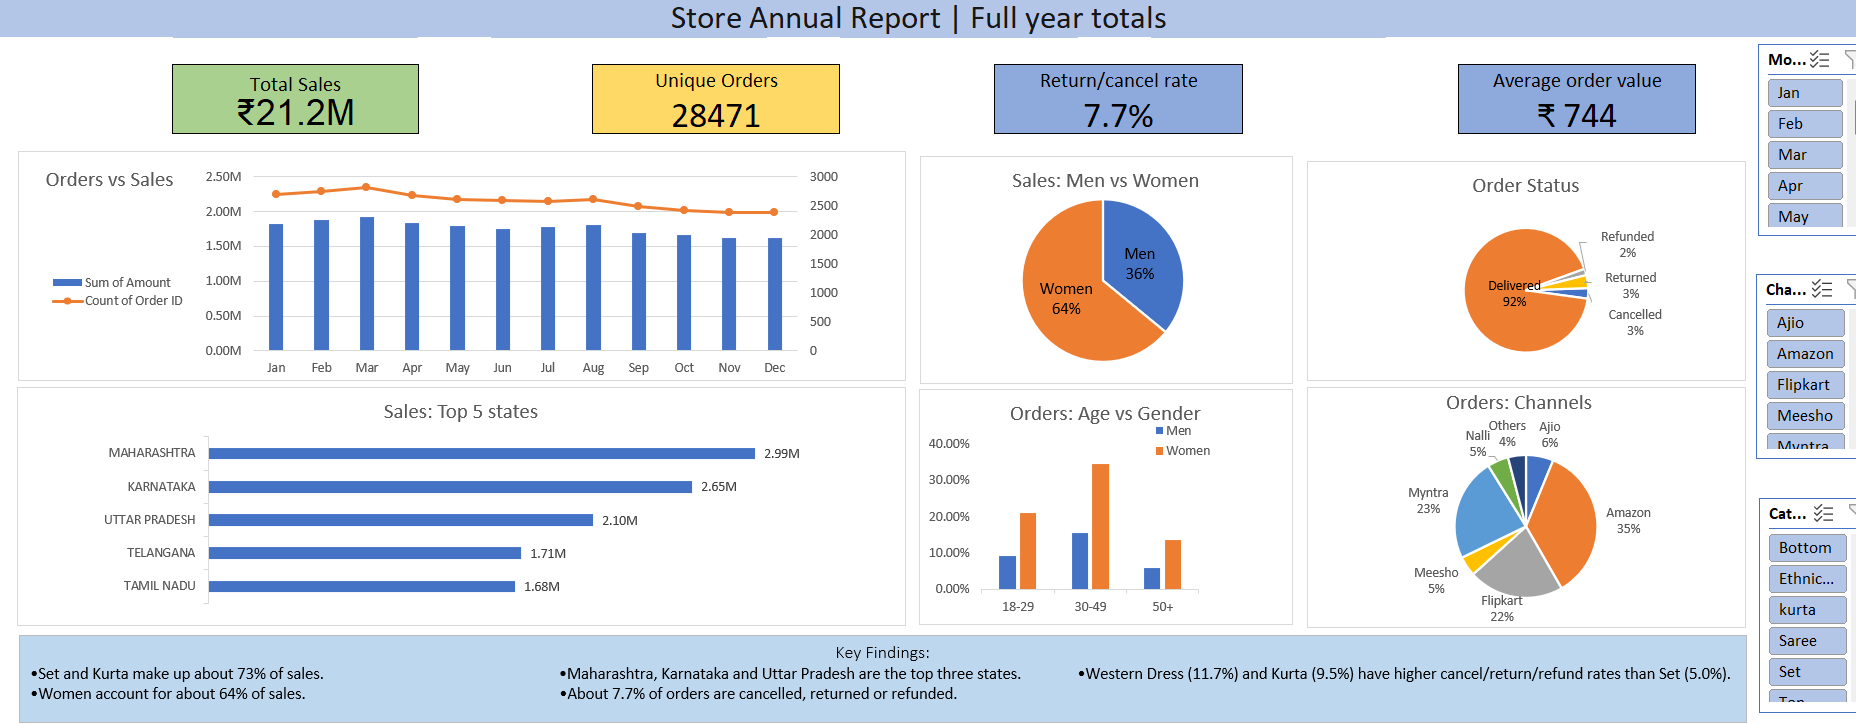 Store Annual Report | Full year totals
Total Sales
₹21.2M
Unique Orders
28471
Return/cancel rate
7.7%
Average order value
₹ 744
Orders vs Sales
Sum of Amount
Count of Order ID
2.50M
2.00M
1.50M
1.00M
0.50M
0.00M
3000
2500
2000
1500
1000
500
0
Jan Feb Mar Apr May Jun Jul Aug Sep Oct Nov Dec
Sales: Men vs Women
Men
36%
Women
64%
Order Status
Refunded
2%
Returned
3%
Cancelled
3%
Delivered
92%
Sales: Top 5 states
MAHARASHTRA 2.99M
KARNATAKA 2.65M
UTTAR PRADESH 2.10M
TELANGANA 1.71M
TAMIL NADU 1.68M
Orders: Age vs Gender
Men
Women
40.00%
30.00%
20.00%
10.00%
0.00%
18-29 30-49 50+
Orders: Channels
Others
4%
Ajio
6%
Nalli
5%
Myntra
23%
Amazon
35%
Meesho
5%
Flipkart
22%
Key Findings:
•Set and Kurta make up about 73% of sales.
•Women account for about 64% of sales.
•Maharashtra, Karnataka and Uttar Pradesh are the top three states.
•About 7.7% of orders are cancelled, returned or refunded.
•Western Dress (11.7%) and Kurta (9.5%) have higher cancel/return/refund rates than Set (5.0%).
Mo...
Jan
Feb
Mar
Apr
May
Cha...
Ajio
Amazon
Flipkart
Meesho
Myntra
Cat...
Bottom
Ethnic...
kurta
Saree
Set